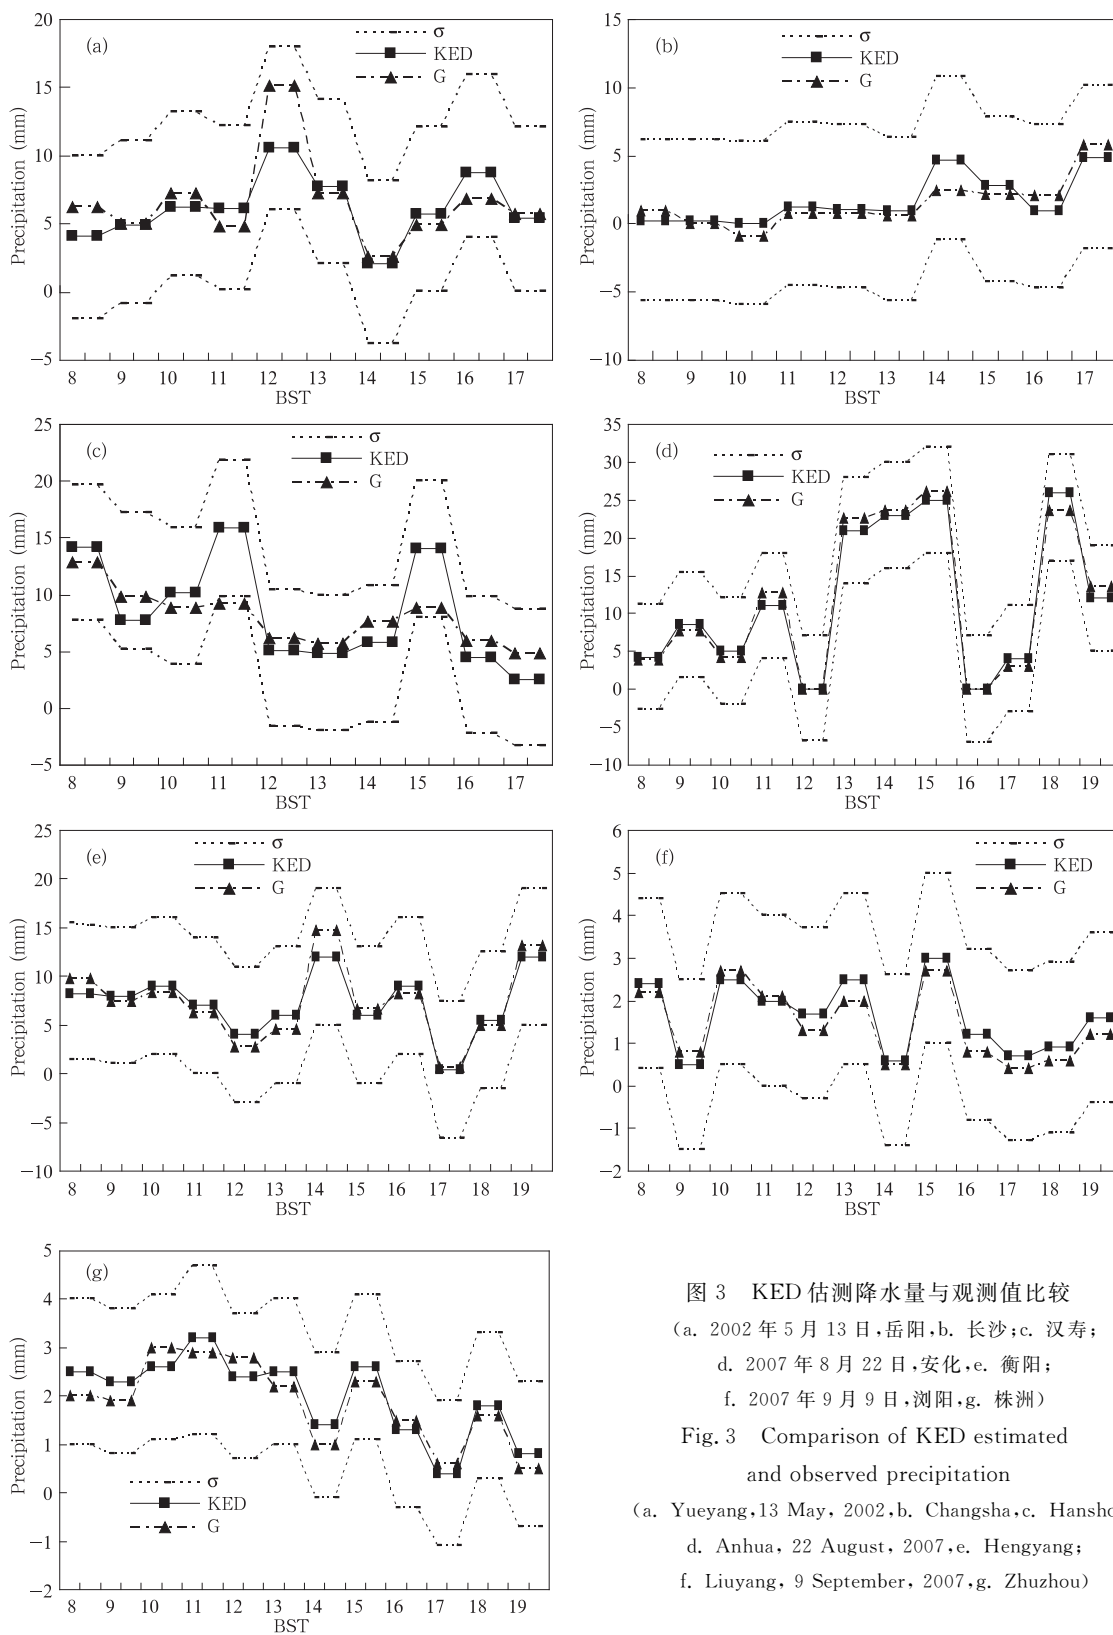 (a)
σ
KED
G
20
15
10
5
0
−5
Precipitation (mm)
8 9 10 11 12 13 14 15 16 17
BST
(b)
σ
KED
G
15
10
5
0
−5
−10
Precipitation (mm)
8 9 10 11 12 13 14 15 16 17
BST
(c)
σ
KED
G
25
20
15
10
5
0
−5
Precipitation (mm)
8 9 10 11 12 13 14 15 16 17
BST
(d)
σ
KED
G
35
30
25
20
15
10
5
0
−5
−10
Precipitation (mm)
8 9 10 11 12 13 14 15 16 17 18 19
BST
(e)
σ
KED
G
25
20
15
10
5
0
−5
−10
Precipitation (mm)
8 9 10 11 12 13 14 15 16 17 18 19
BST
(f)
σ
KED
G
6
5
4
3
2
1
0
−1
−2
Precipitation (mm)
8 9 10 11 12 13 14 15 16 17 18 19
BST
(g)
σ
KED
G
5
4
3
2
1
0
−1
−2
Precipitation (mm)
8 9 10 11 12 13 14 15 16 17 18 19
BST
图 3 KED 估测降水量与观测值比较
(a. 2002 年 5 月 13 日,岳阳,b. 长沙;c. 汉寿;
d. 2007 年 8 月 22 日,安化,e. 衡阳;
f. 2007 年 9 月 9 日,浏阳,g. 株洲)
Fig. 3 Comparison of KED estimated
and observed precipitation
(a. Yueyang,13 May, 2002,b. Changsha,c. Hansho
d. Anhua, 22 August, 2007,e. Hengyang;
f. Liuyang, 9 September, 2007,g. Zhuzhou)